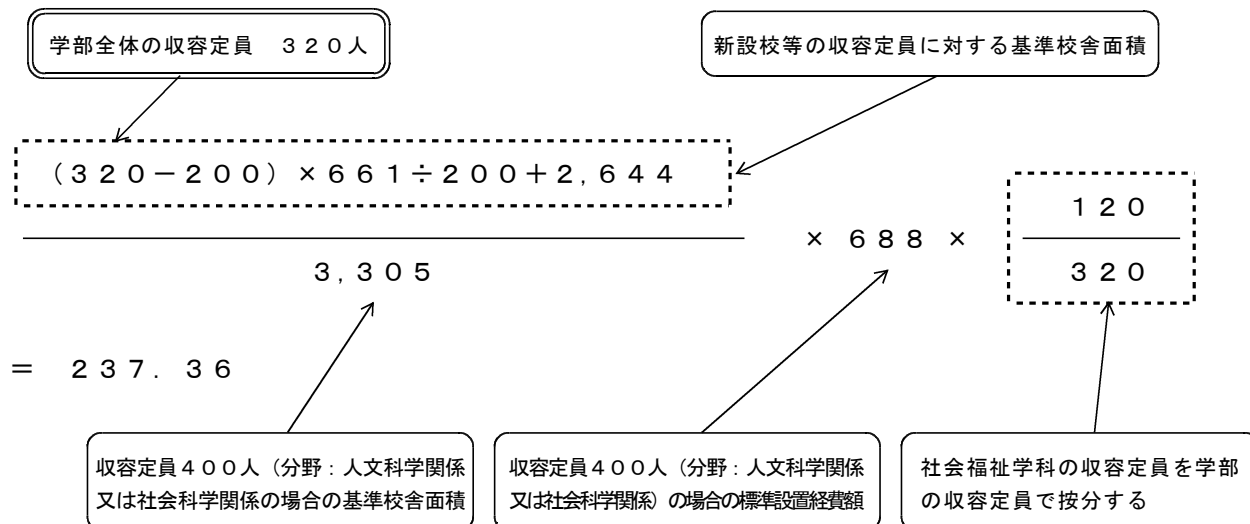 学部全体の収容定員　３２０人
新設校等の収容定員に対する基準校舎面積
（３２０－２００）×６６１÷２００＋２,６４４
３,３０５
× ６８８ ×
１２０
３２０
＝　２３７．３６
収容定員４００人（分野：人文科学関係
又は社会科学関係の場合の基準校舎面積
収容定員４００人（分野：人文科学関係
又は社会科学関係）の場合の標準設置経費額
社会福祉学科の収容定員を学部
の収容定員で按分する